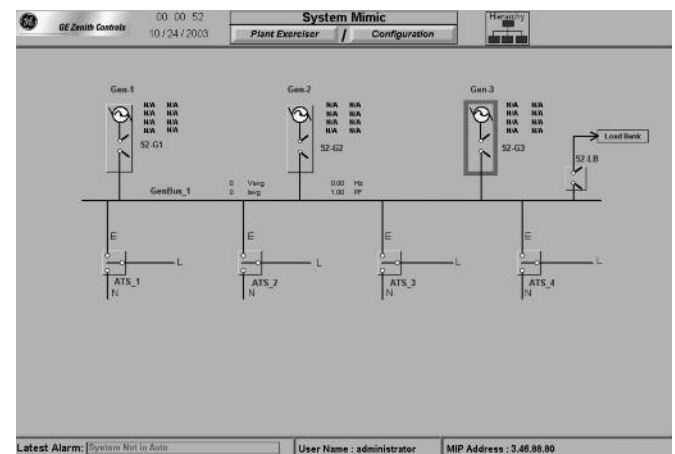 GE Zenith Controls
00 00 52
10/24/2003
System Mimic
Plant Exerciser / Configuration
Hierarchy
Gen.1
N/A N/A
N/A N/A
N/A N/A
N/A N/A
52-G1
Gen.2
N/A N/A
N/A N/A
N/A N/A
N/A N/A
52-G2
Gen.3
N/A N/A
N/A N/A
N/A N/A
N/A N/A
52-G3
Load Bank
52-LB
GenBus_1
0 Vavg 0.00 Hz
0 Iavg 1.00 PF
E E E E
L L L L
ATS_1 ATS_2 ATS_3 ATS_4
N N N N
Latest Alarm: System Not in Auto
User Name : administrator
MIP Address : 3.46.88.80